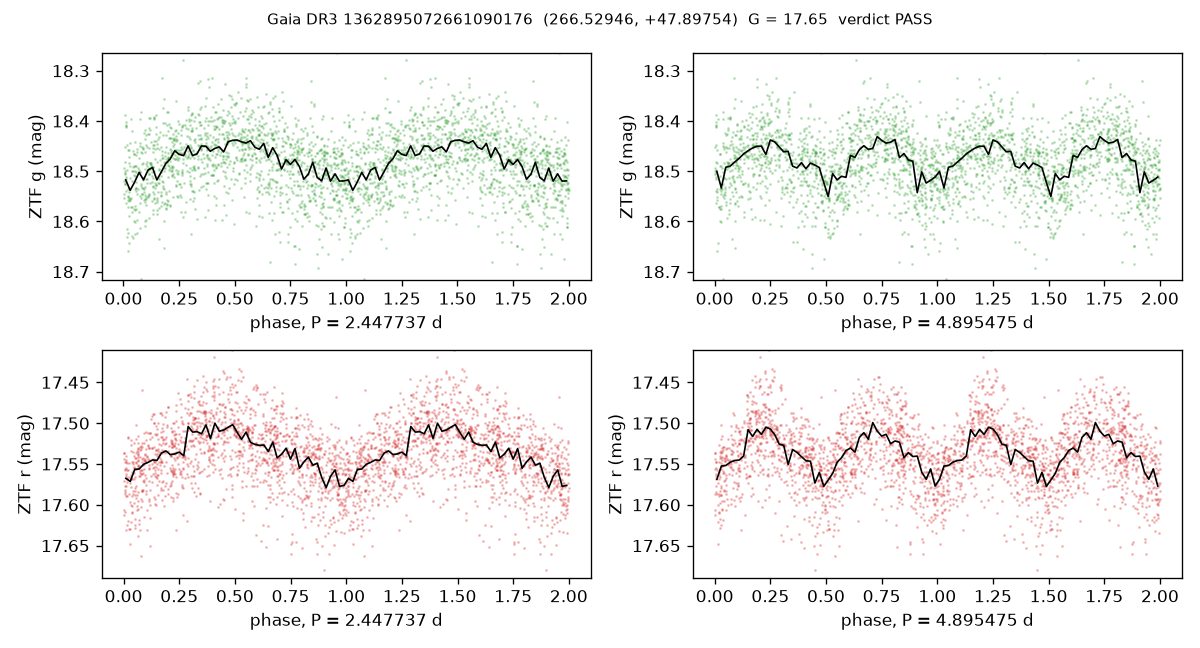 Gaia DR3 1362895072661090176 (266.52946, +47.89754) G = 17.65 verdict PASS
18.3
18.4
18.5
18.6
18.7
ZTF g (mag)
0.00 0.25 0.50 0.75 1.00 1.25 1.50 1.75 2.00
phase, P = 2.447737 d
18.3
18.4
18.5
18.6
18.7
ZTF g (mag)
0.00 0.25 0.50 0.75 1.00 1.25 1.50 1.75 2.00
phase, P = 4.895475 d
17.45
17.50
17.55
17.60
17.65
ZTF r (mag)
0.00 0.25 0.50 0.75 1.00 1.25 1.50 1.75 2.00
phase, P = 2.447737 d
17.45
17.50
17.55
17.60
17.65
ZTF r (mag)
0.00 0.25 0.50 0.75 1.00 1.25 1.50 1.75 2.00
phase, P = 4.895475 d